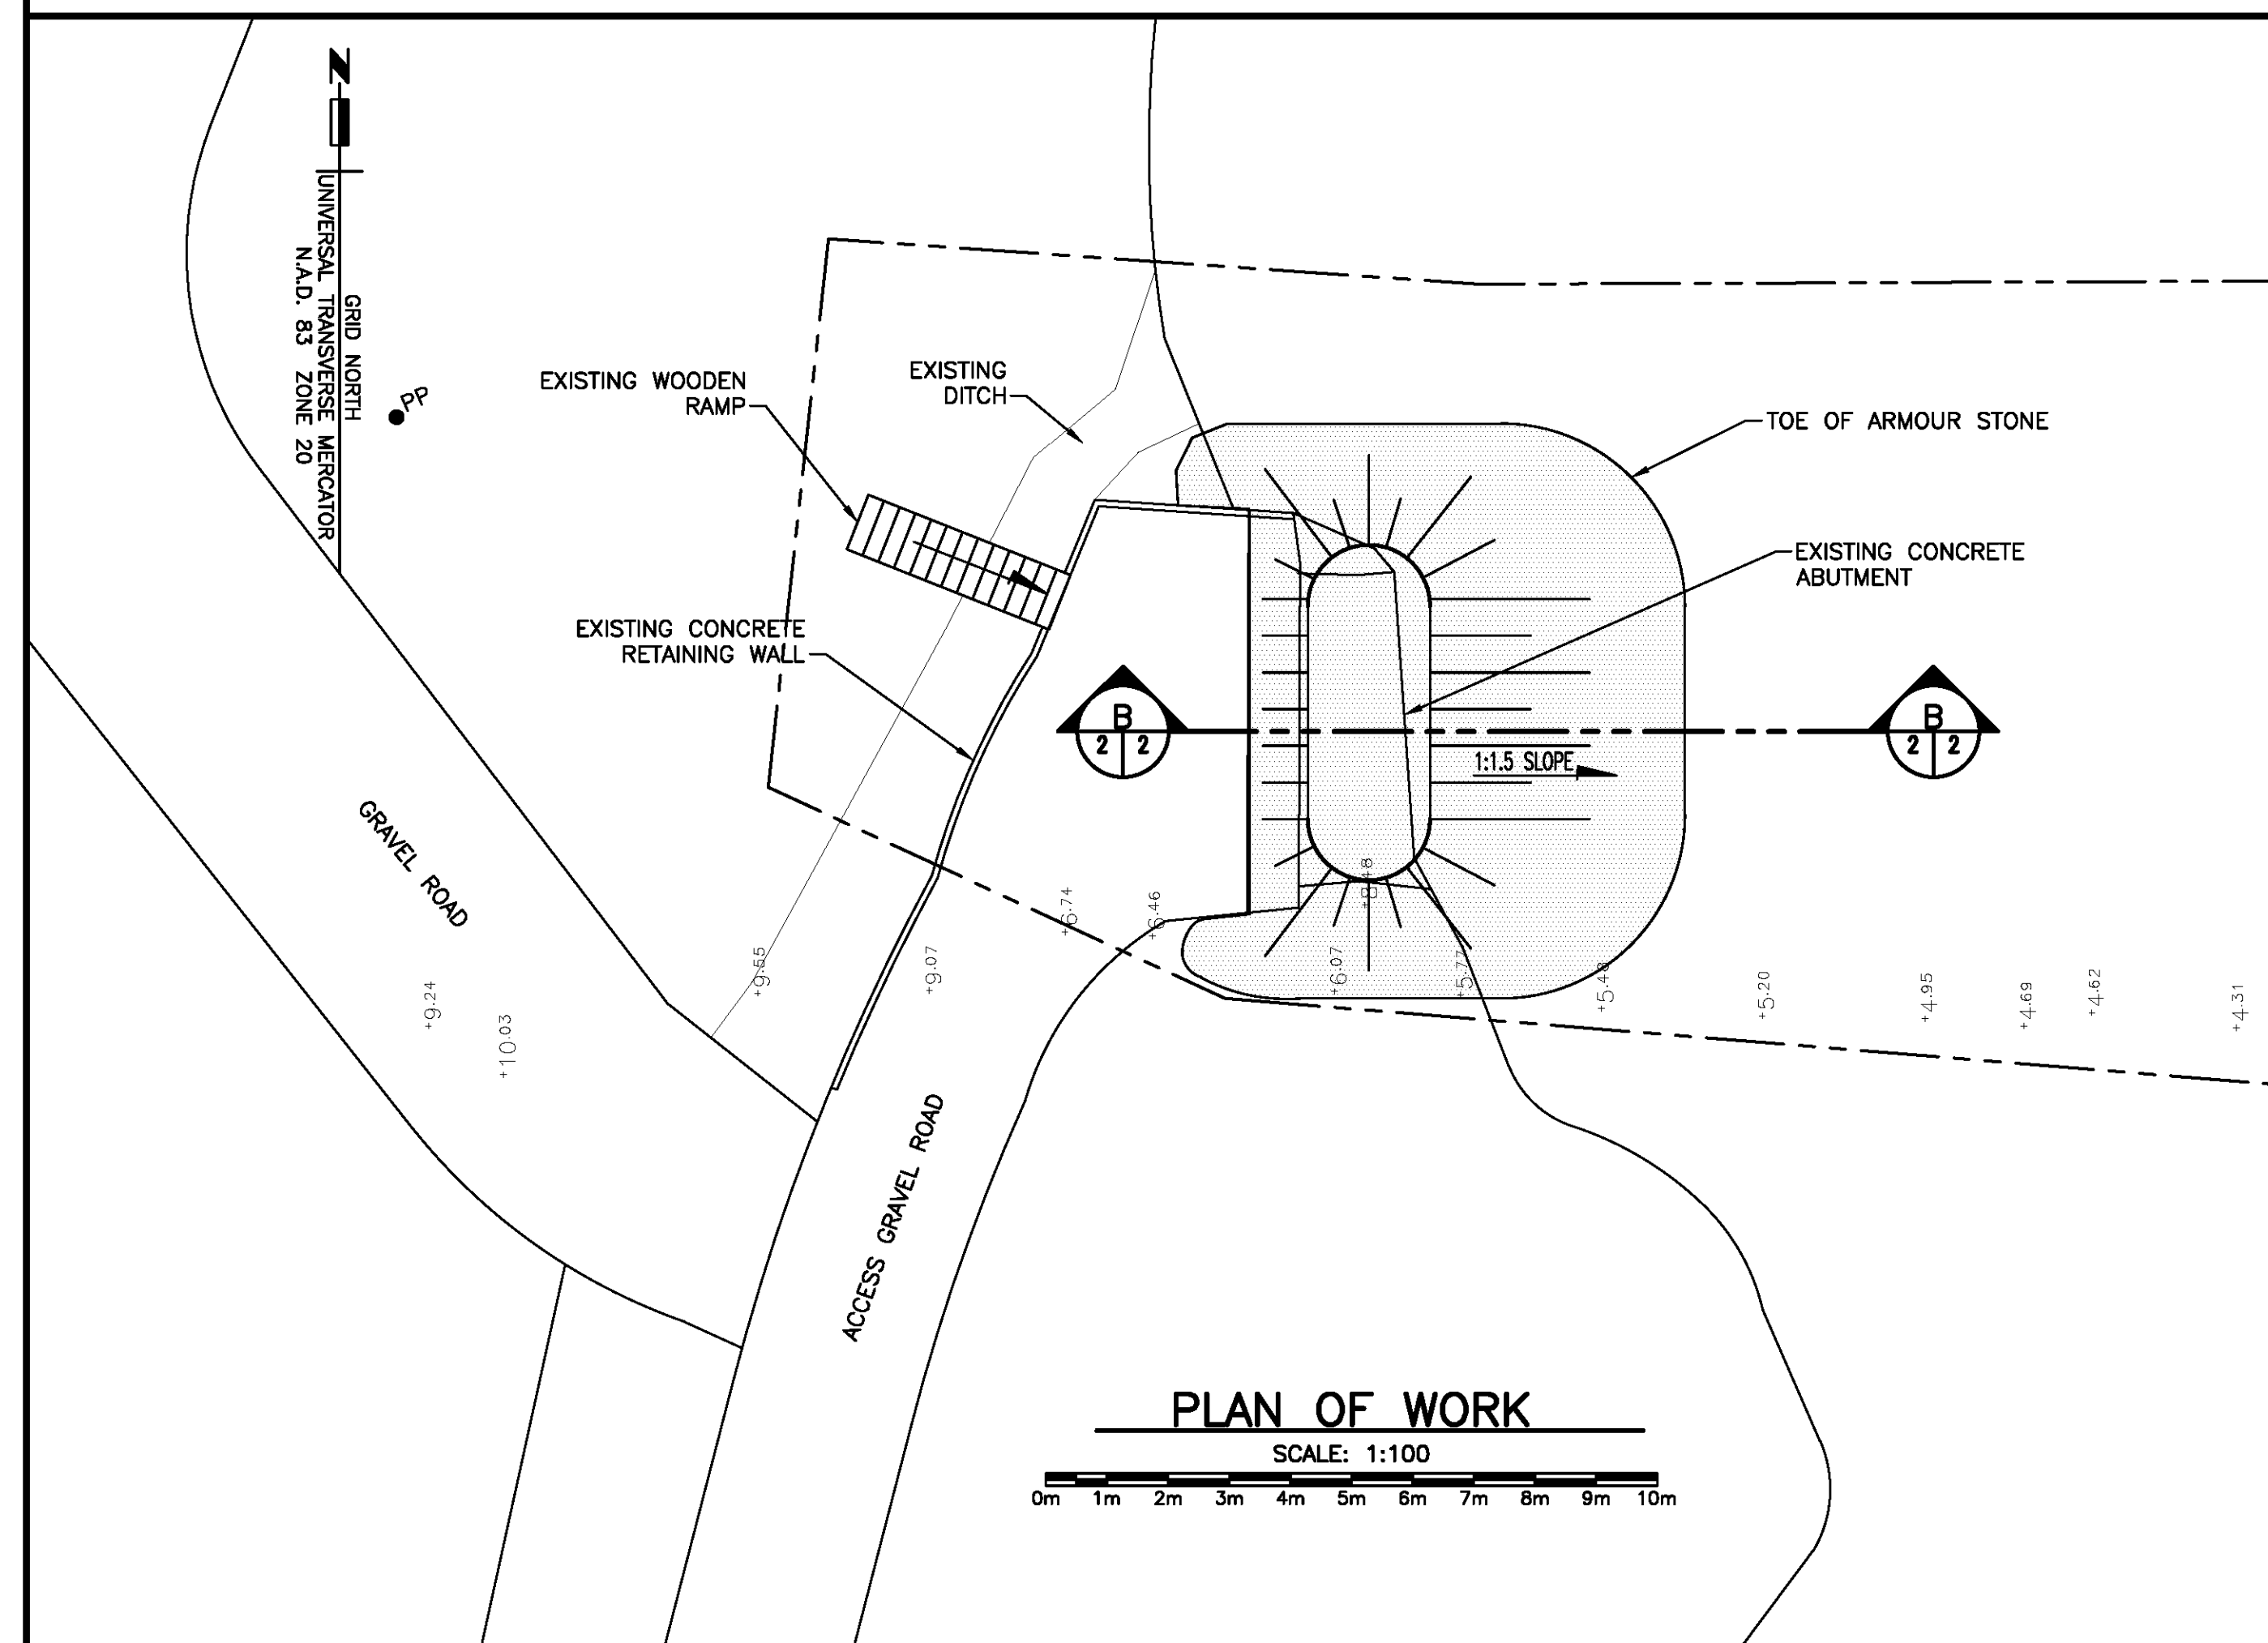 N
GRID NORTH
UNIVERSAL TRANSVERSE MERCATOR
N.A.D. 83 ZONE 20
PP
EXISTING WOODEN
RAMP
EXISTING
DITCH
TOE OF ARMOUR STONE
EXISTING CONCRETE
ABUTMENT
EXISTING CONCRETE
RETAINING WALL
B
2 2
B
2 2
1:1.5 SLOPE
GRAVEL ROAD
+9.24
+10.03
+9.55
+9.07
+6.74
+6.46
+8.18
+6.07
+5.77
+5.48
+5.20
+4.95
+4.69
+4.62
+4.31
ACCESS GRAVEL ROAD
PLAN OF WORK
SCALE: 1:100
0m 1m 2m 3m 4m 5m 6m 7m 8m 9m 10m